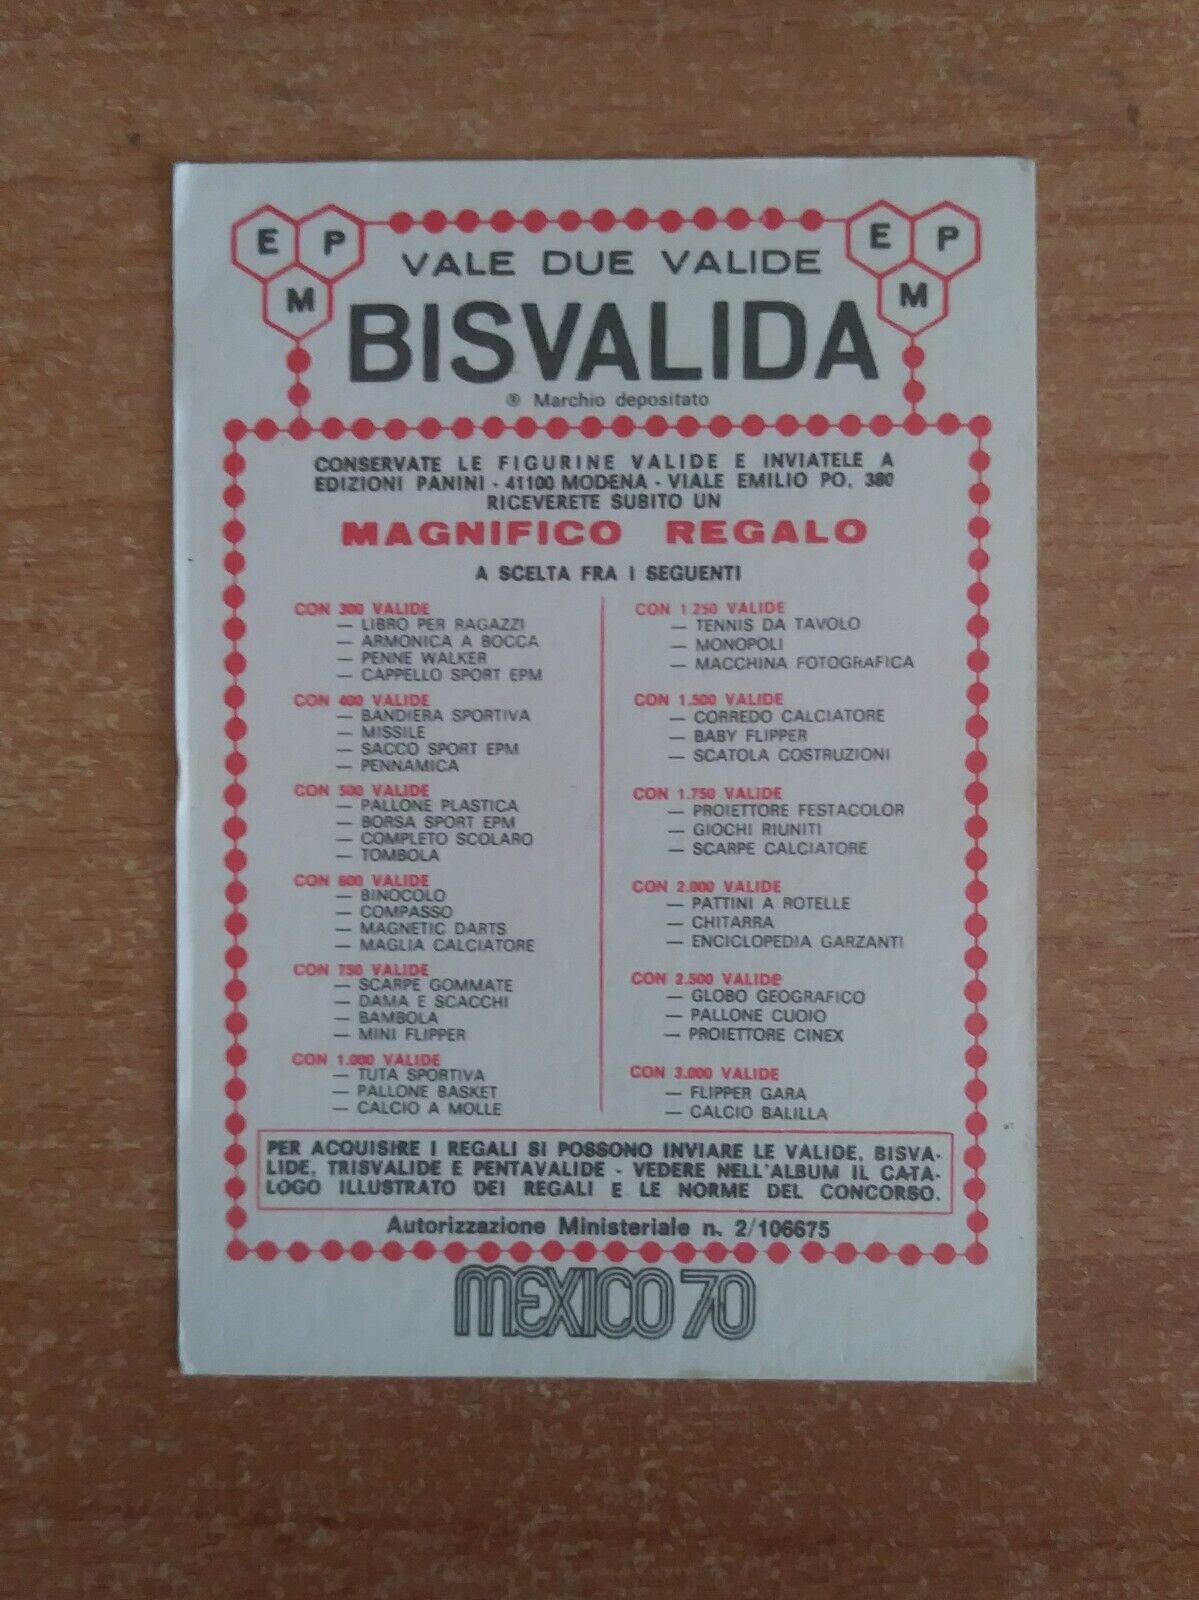 E P M
E P M
VALE DUE VALIDE
BISVALIDA
® Marchio depositato
CONSERVATE LE FIGURINE VALIDE E INVIATELE A
EDIZIONI PANINI - 41100 MODENA - VIALE EMILIO PO, 380
RICEVERETE SUBITO UN
MAGNIFICO REGALO
A SCELTA FRA I SEGUENTI
CON 300 VALIDE
— LIBRO PER RAGAZZI
— ARMONICA A BOCCA
— PENNE WALKER
— CAPPELLO SPORT EPM
CON 400 VALIDE
— BANDIERA SPORTIVA
— MISSILE
— SACCO SPORT EPM
— PENNAMICA
CON 500 VALIDE
— PALLONE PLASTICA
— BORSA SPORT EPM
— COMPLETO SCOLARO
— TOMBOLA
CON 600 VALIDE
— BINOCOLO
— COMPASSO
— MAGNETIC DARTS
— MAGLIA CALCIATORE
CON 750 VALIDE
— SCARPE GOMMATE
— DAMA E SCACCHI
— BAMBOLA
— MINI FLIPPER
CON 1.000 VALIDE
— TUTA SPORTIVA
— PALLONE BASKET
— CALCIO A MOLLE
CON 1 250 VALIDE
— TENNIS DA TAVOLO
— MONOPOLI
— MACCHINA FOTOGRAFICA
CON 1.500 VALIDE
— CORREDO CALCIATORE
— BABY FLIPPER
— SCATOLA COSTRUZIONI
CON 1.750 VALIDE
— PROIETTORE FESTACOLOR
— GIOCHI RIUNITI
— SCARPE CALCIATORE
CON 2.000 VALIDE
— PATTINI A ROTELLE
— CHITARRA
— ENCICLOPEDIA GARZANTI
CON 2.500 VALIDE
— GLOBO GEOGRAFICO
— PALLONE CUOIO
— PROIETTORE CINEX
CON 3.000 VALIDE
— FLIPPER GARA
— CALCIO BALILLA
PER ACQUISIRE I REGALI SI POSSONO INVIARE LE VALIDE, BISVA-
LIDE, TRISVALIDE E PENTAVALIDE - VEDERE NELL'ALBUM IL CATA-
LOGO ILLUSTRATO DEI REGALI E LE NORME DEL CONCORSO.
Autorizzazione Ministeriale n. 2/106675
MEXICO 70